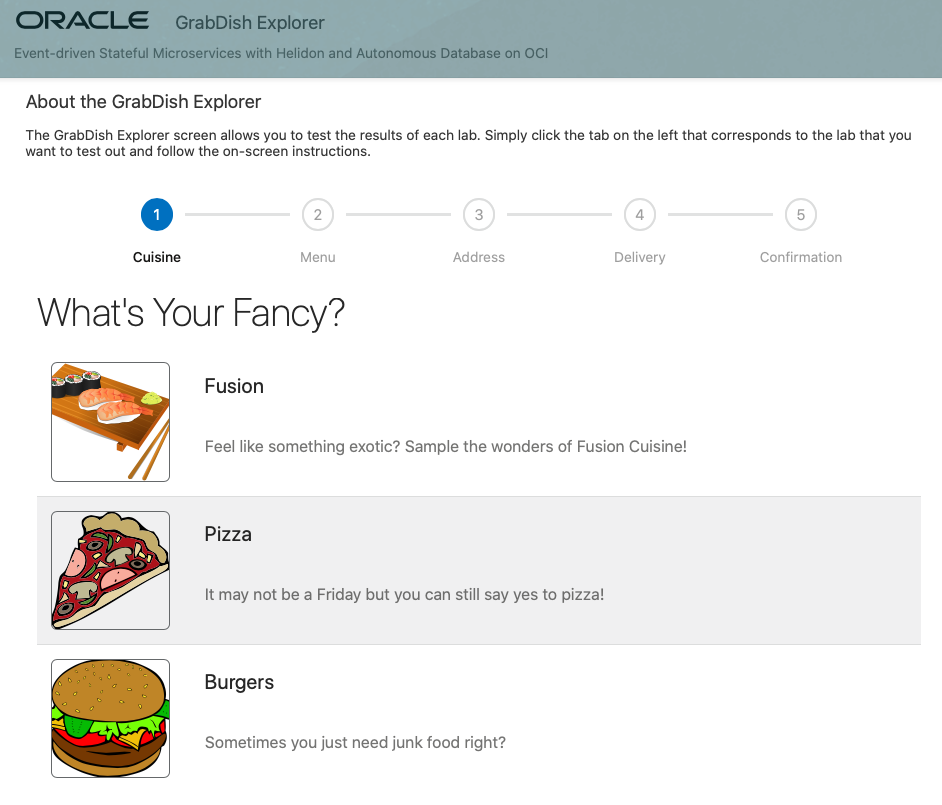 ORACLE GrabDish Explorer
Event-driven Stateful Microservices with Helidon and Autonomous Database on OCI
About the GrabDish Explorer
The GrabDish Explorer screen allows you to test the results of each lab. Simply click the tab on the left that corresponds to the lab that you
want to test out and follow the on-screen instructions.
1 2 3 4 5
Cuisine Menu Address Delivery Confirmation
What's Your Fancy?
Fusion
Feel like something exotic? Sample the wonders of Fusion Cuisine!
Pizza
It may not be a Friday but you can still say yes to pizza!
Burgers
Sometimes you just need junk food right?